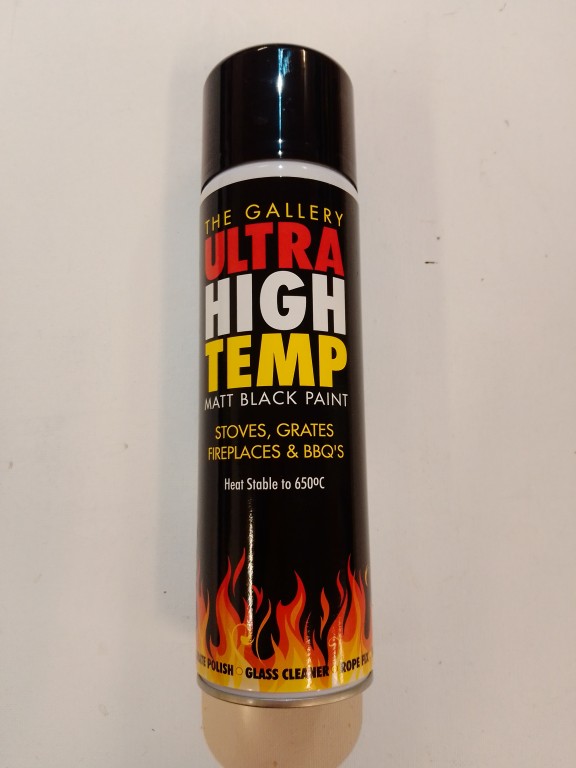 THE GALLERY
ULTRA
HIGH
TEMP
MATT BLACK PAINT
STOVES, GRATES
FIREPLACES & BBQ'S
Heat Stable to 650ºC
POLISH GLASS CLEANER ROPE